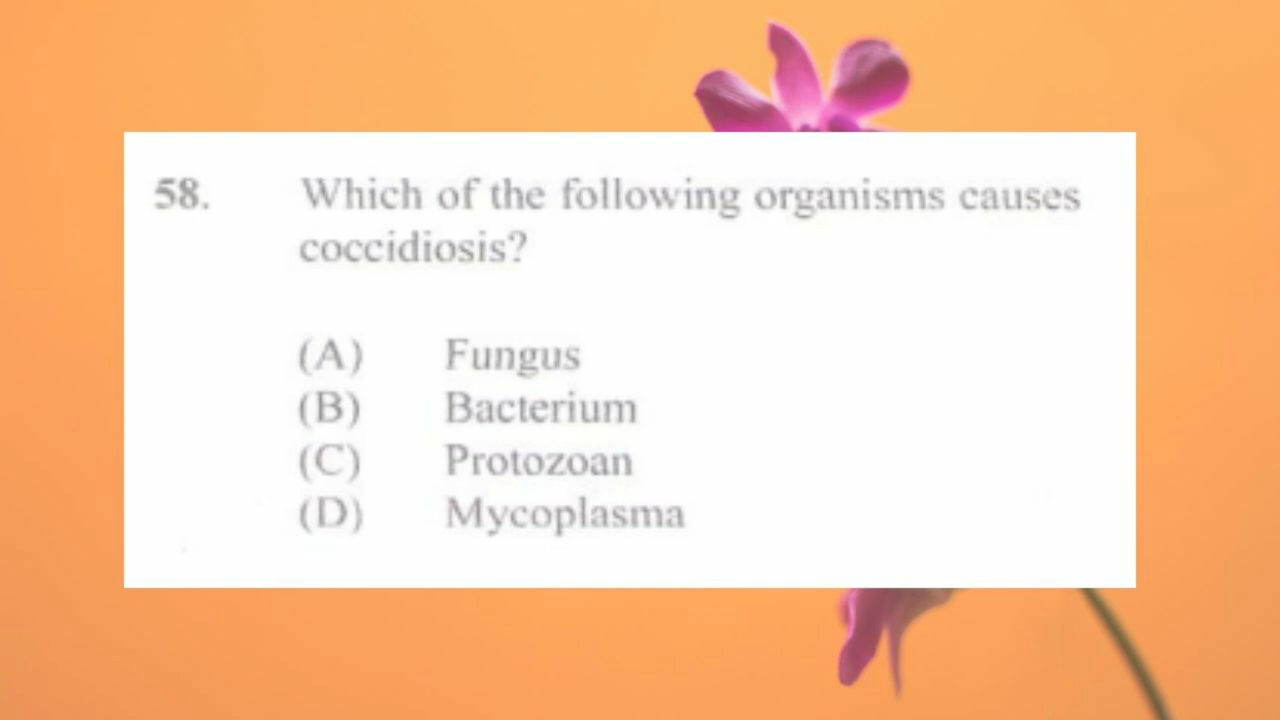 58. Which of the following organisms causes
coccidiosis?
(A) Fungus
(B) Bacterium
(C) Protozoan
(D) Mycoplasma